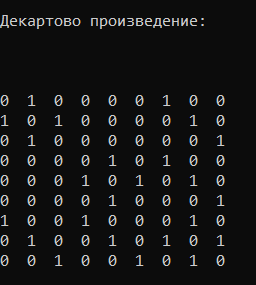 Декартово произведение:
0 1 0 0 0 0 1 0 0
1 0 1 0 0 0 0 1 0
0 1 0 0 0 0 0 0 1
0 0 0 0 1 0 1 0 0
0 0 0 1 0 1 0 1 0
0 0 0 0 1 0 0 0 1
1 0 0 1 0 0 0 1 0
0 1 0 0 1 0 1 0 1
0 0 1 0 0 1 0 1 0